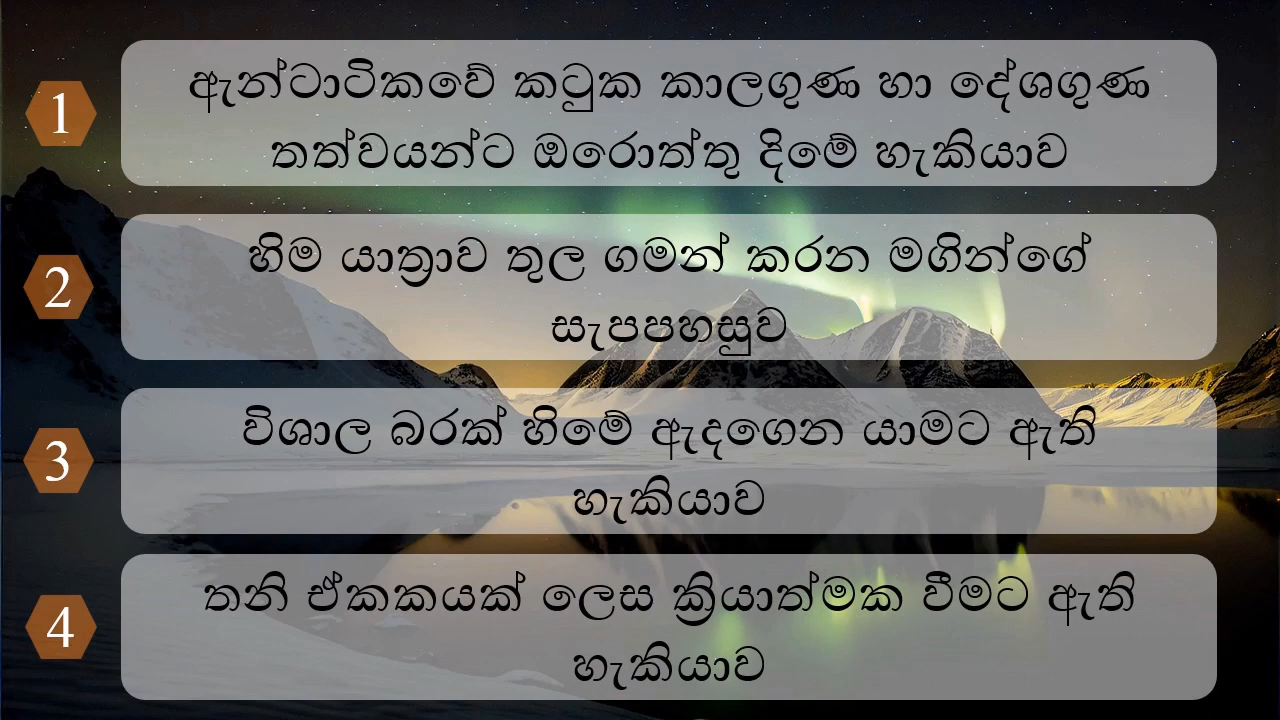 1
ඇන්ටාටිකවේ කටුක කාලගුණ හා දේශගුණ
තත්වයන්ට ඔරොත්තු දිමේ හැකියාව
2
හිම යාත්‍රාව තුල ගමන් කරන මගින්ගේ
සැපපහසුව
3
විශාල බරක් හිමේ ඇදගෙන යාමට ඇති
හැකියාව
4
තනි ඒකකයක් ලෙස ක්‍රියාත්මක වීමට ඇති
හැකියාව